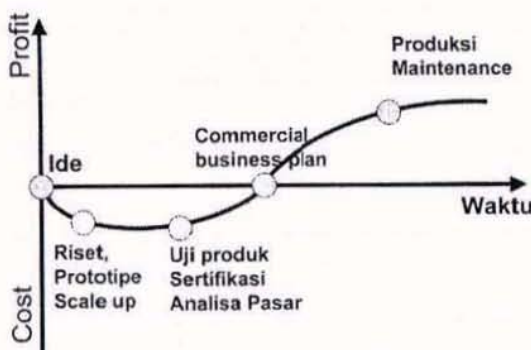 Profit
Produksi
Maintenance
Commercial
business plan
Ide
Waktu
Riset,
Prototipe
Scale up
Uji produk
Sertifikasi
Analisa Pasar
Cost